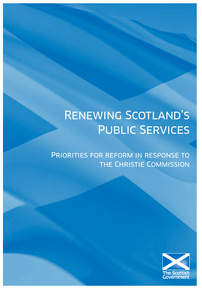 RENEWING SCOTLAND'S
PUBLIC SERVICES
PRIORITIES FOR REFORM IN RESPONSE TO
THE CHRISTIE COMMISSION
The Scottish
Government